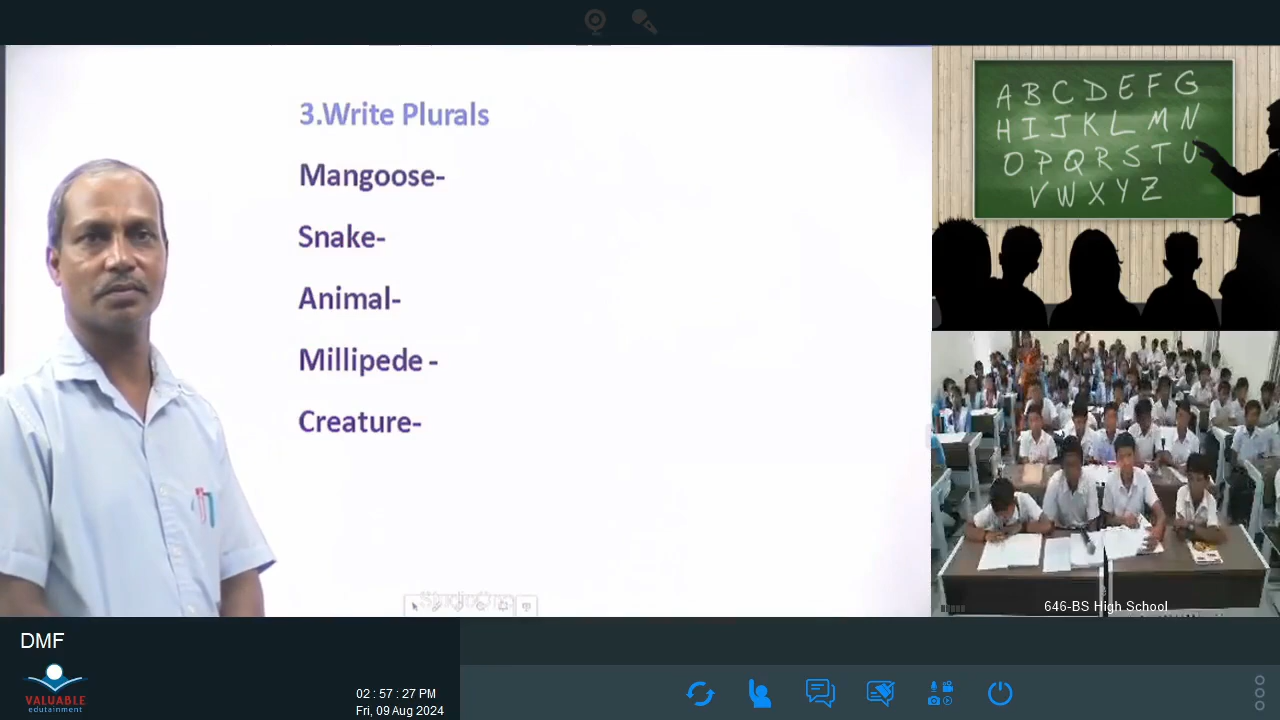 3.Write Plurals
Mangoose-
Snake-
Animal-
Millipede -
Creature-
A B C D E F G
H I J K L M N
O P Q R S T U
V W X Y Z
646-BS High School
DMF
VALUABLE
edutainment
02 : 57 : 27 PM
Fri, 09 Aug 2024